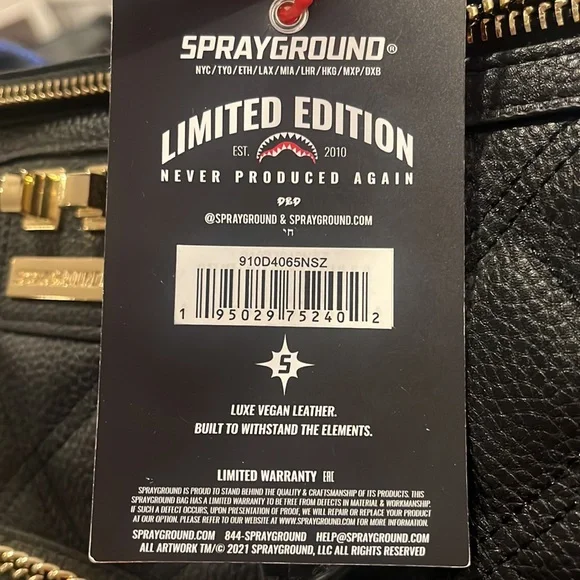 SPRAYGROUND®
NYC/TYO/ETH/LAX/MIA/LHR/HKG/MXP/DXB
LIMITED EDITION
EST. 2010
NEVER PRODUCED AGAIN
DBD
@SPRAYGROUND & SPRAYGROUND.COM
910D4065NSZ
1 95029 75240 2
S
LUXE VEGAN LEATHER.
BUILT TO WITHSTAND THE ELEMENTS.
LIMITED WARRANTY EAC
SPRAYGROUND IS PROUD TO STAND BEHIND THE QUALITY & CRAFTSMANSHIP OF ITS PRODUCTS. THIS
SPRAYGROUND BAG HAS A LIMITED WARRANTY TO BE FREE FROM DEFECTS IN MATERIAL & WORKMANSHIP.
IF SUCH A DEFECT OCCURS, UPON PRESENTATION OF PROOF, WE WILL REPAIR OR REPLACE YOUR PRODUCT
AT OUR OPTION. PLEASE REFER TO OUR WEBSITE AT WWW.SPRAYGROUND.COM FOR MORE INFORMATION.
SPRAYGROUND.COM 844-SPRAYGROUND HELP@SPRAYGROUND.COM
ALL ARTWORK TM/© 2021 SPRAYGROUND, LLC ALL RIGHTS RESERVED
SPRAYGROUND